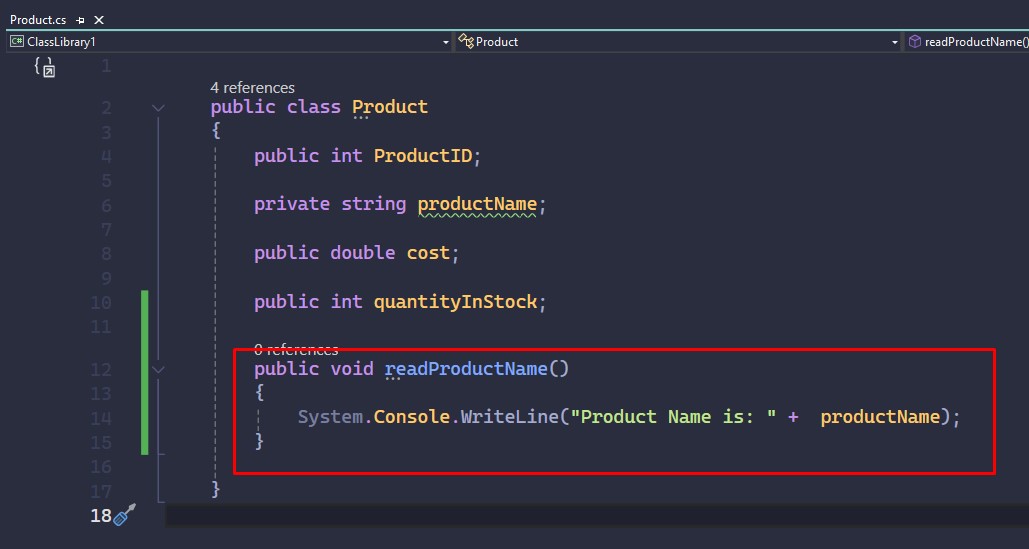 Product.cs
ClassLibrary1 Product readProductName()
1
4 references
2 public class Product
3 {
4 public int ProductID;
5
6 private string productName;
7
8 public double cost;
9
10 public int quantityInStock;
11
0 references
12 public void readProductName()
13 {
14 System.Console.WriteLine("Product Name is: " +  productName);
15 }
16
17 }
18